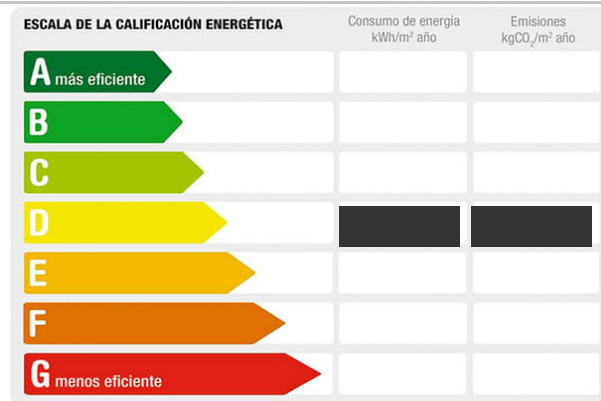 ESCALA DE LA CALIFICACIÓN ENERGÉTICA
Consumo de energía
kWh/m² año
Emisiones
kgCO₂/m² año
A más eficiente
B
C
D
E
F
G menos eficiente